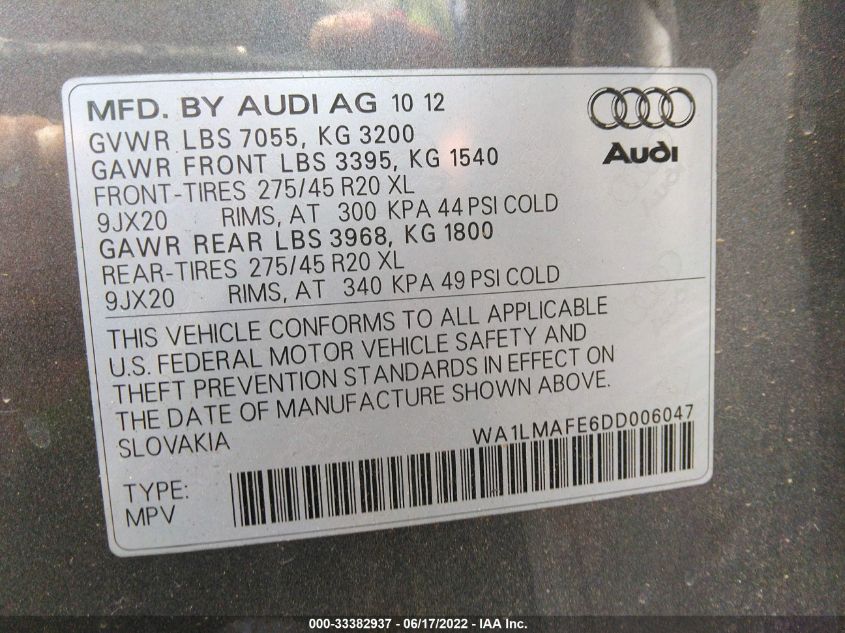 MFD. BY AUDI AG 10 12
GVWR LBS 7055, KG 3200
GAWR FRONT LBS 3395, KG 1540
FRONT-TIRES 275/45 R20 XL
9JX20 RIMS, AT 300 KPA 44 PSI COLD
GAWR REAR LBS 3968, KG 1800
REAR-TIRES 275/45 R20 XL
9JX20 RIMS, AT 340 KPA 49 PSI COLD
Audi
THIS VEHICLE CONFORMS TO ALL APPLICABLE
U.S. FEDERAL MOTOR VEHICLE SAFETY AND
THEFT PREVENTION STANDARDS IN EFFECT ON
THE DATE OF MANUFACTURE SHOWN ABOVE.
SLOVAKIA WA1LMAFE6DD006047
TYPE:
MPV
000-33382937 - 06/17/2022 - IAA Inc.